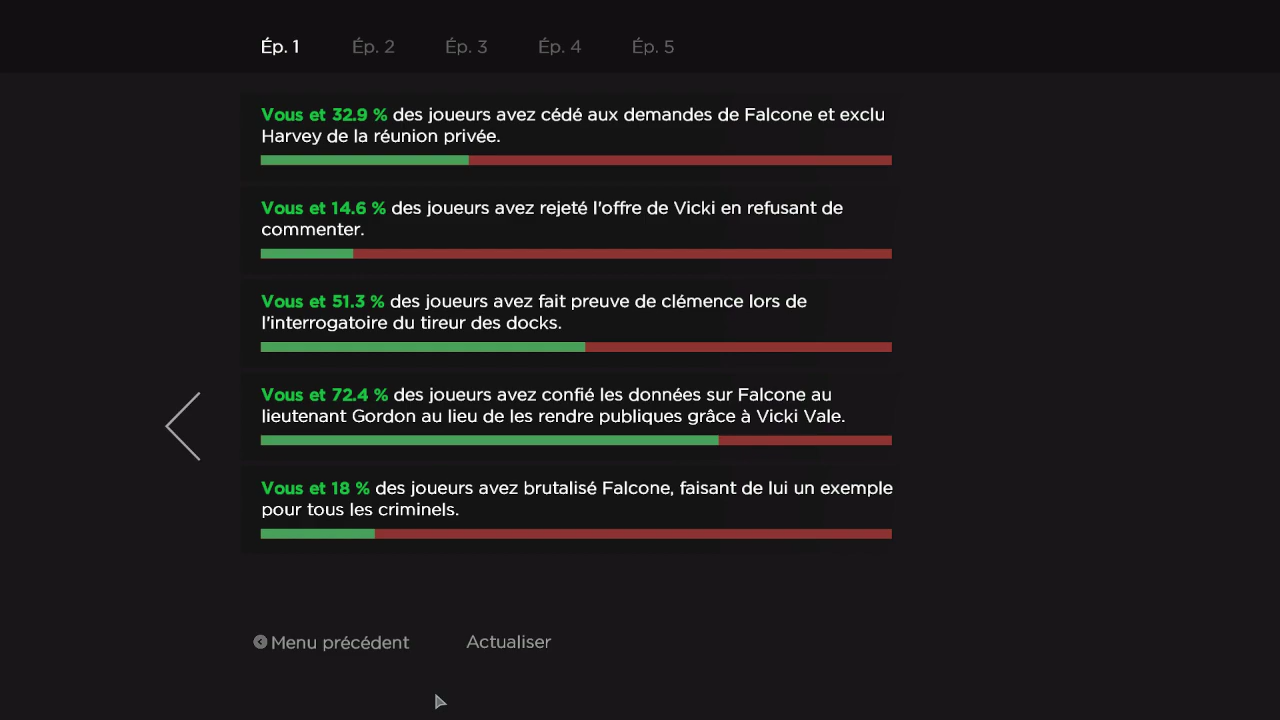 Ép. 1 Ép. 2 Ép. 3 Ép. 4 Ép. 5
Vous et 32.9 % des joueurs avez cédé aux demandes de Falcone et exclu
Harvey de la réunion privée.
Vous et 14.6 % des joueurs avez rejeté l'offre de Vicki en refusant de
commenter.
Vous et 51.3 % des joueurs avez fait preuve de clémence lors de
l'interrogatoire du tireur des docks.
Vous et 72.4 % des joueurs avez confié les données sur Falcone au
lieutenant Gordon au lieu de les rendre publiques grâce à Vicki Vale.
Vous et 18 % des joueurs avez brutalisé Falcone, faisant de lui un exemple
pour tous les criminels.
Menu précédent Actualiser